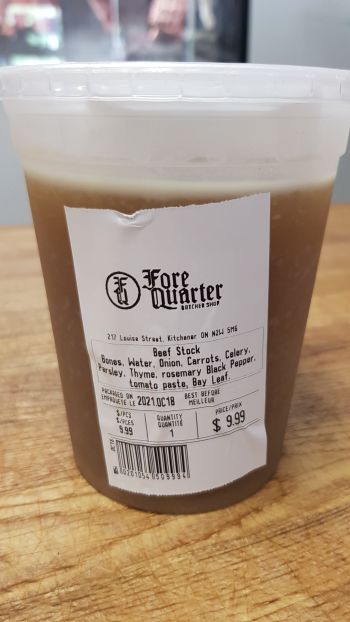 Fore
Quarter
BUTCHER SHOP
217 Louise Street, Kitchener ON N2W 5M6
Beef Stock
Bones, Water, Onion, Carrots, Celery,
Parsley, Thyme, rosemary Black Pepper,
tomato paste, Bay Leaf.
PACKAGED ON
EMPAQUETÉ LE 2021.OC18
BEST BEFORE
MEILLEUR
$/PCS
$/PCES
9.99
QUANTITY
QUANTITÉ
1
PRICE/PRIX
$ 9.99